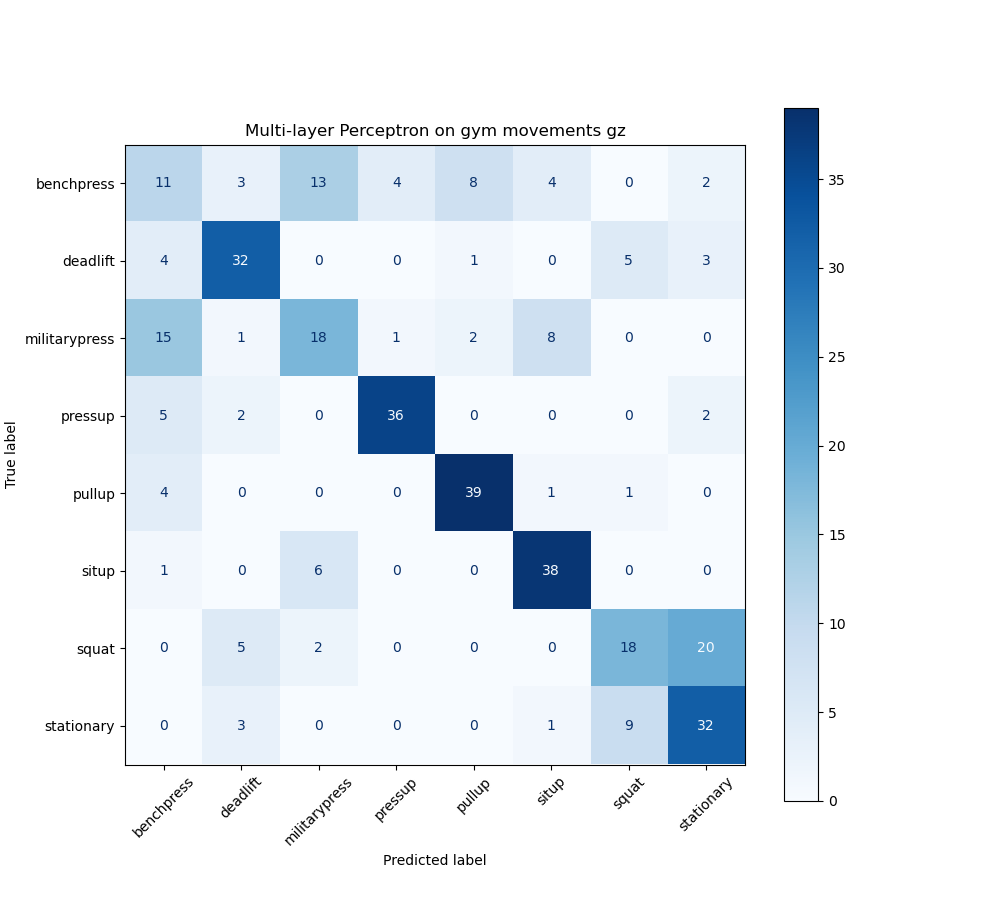 Multi-layer Perceptron on gym movements gz
benchpress 11 3 13 4 8 4 0 2
deadlift 4 32 0 0 1 0 5 3
militarypress 15 1 18 1 2 8 0 0
pressup 5 2 0 36 0 0 0 2
pullup 4 0 0 0 39 1 1 0
situp 1 0 6 0 0 38 0 0
squat 0 5 2 0 0 0 18 20
stationary 0 3 0 0 0 1 9 32
benchpress deadlift militarypress pressup pullup situp squat stationary
Predicted label
True label
35
30
25
20
15
10
5
0